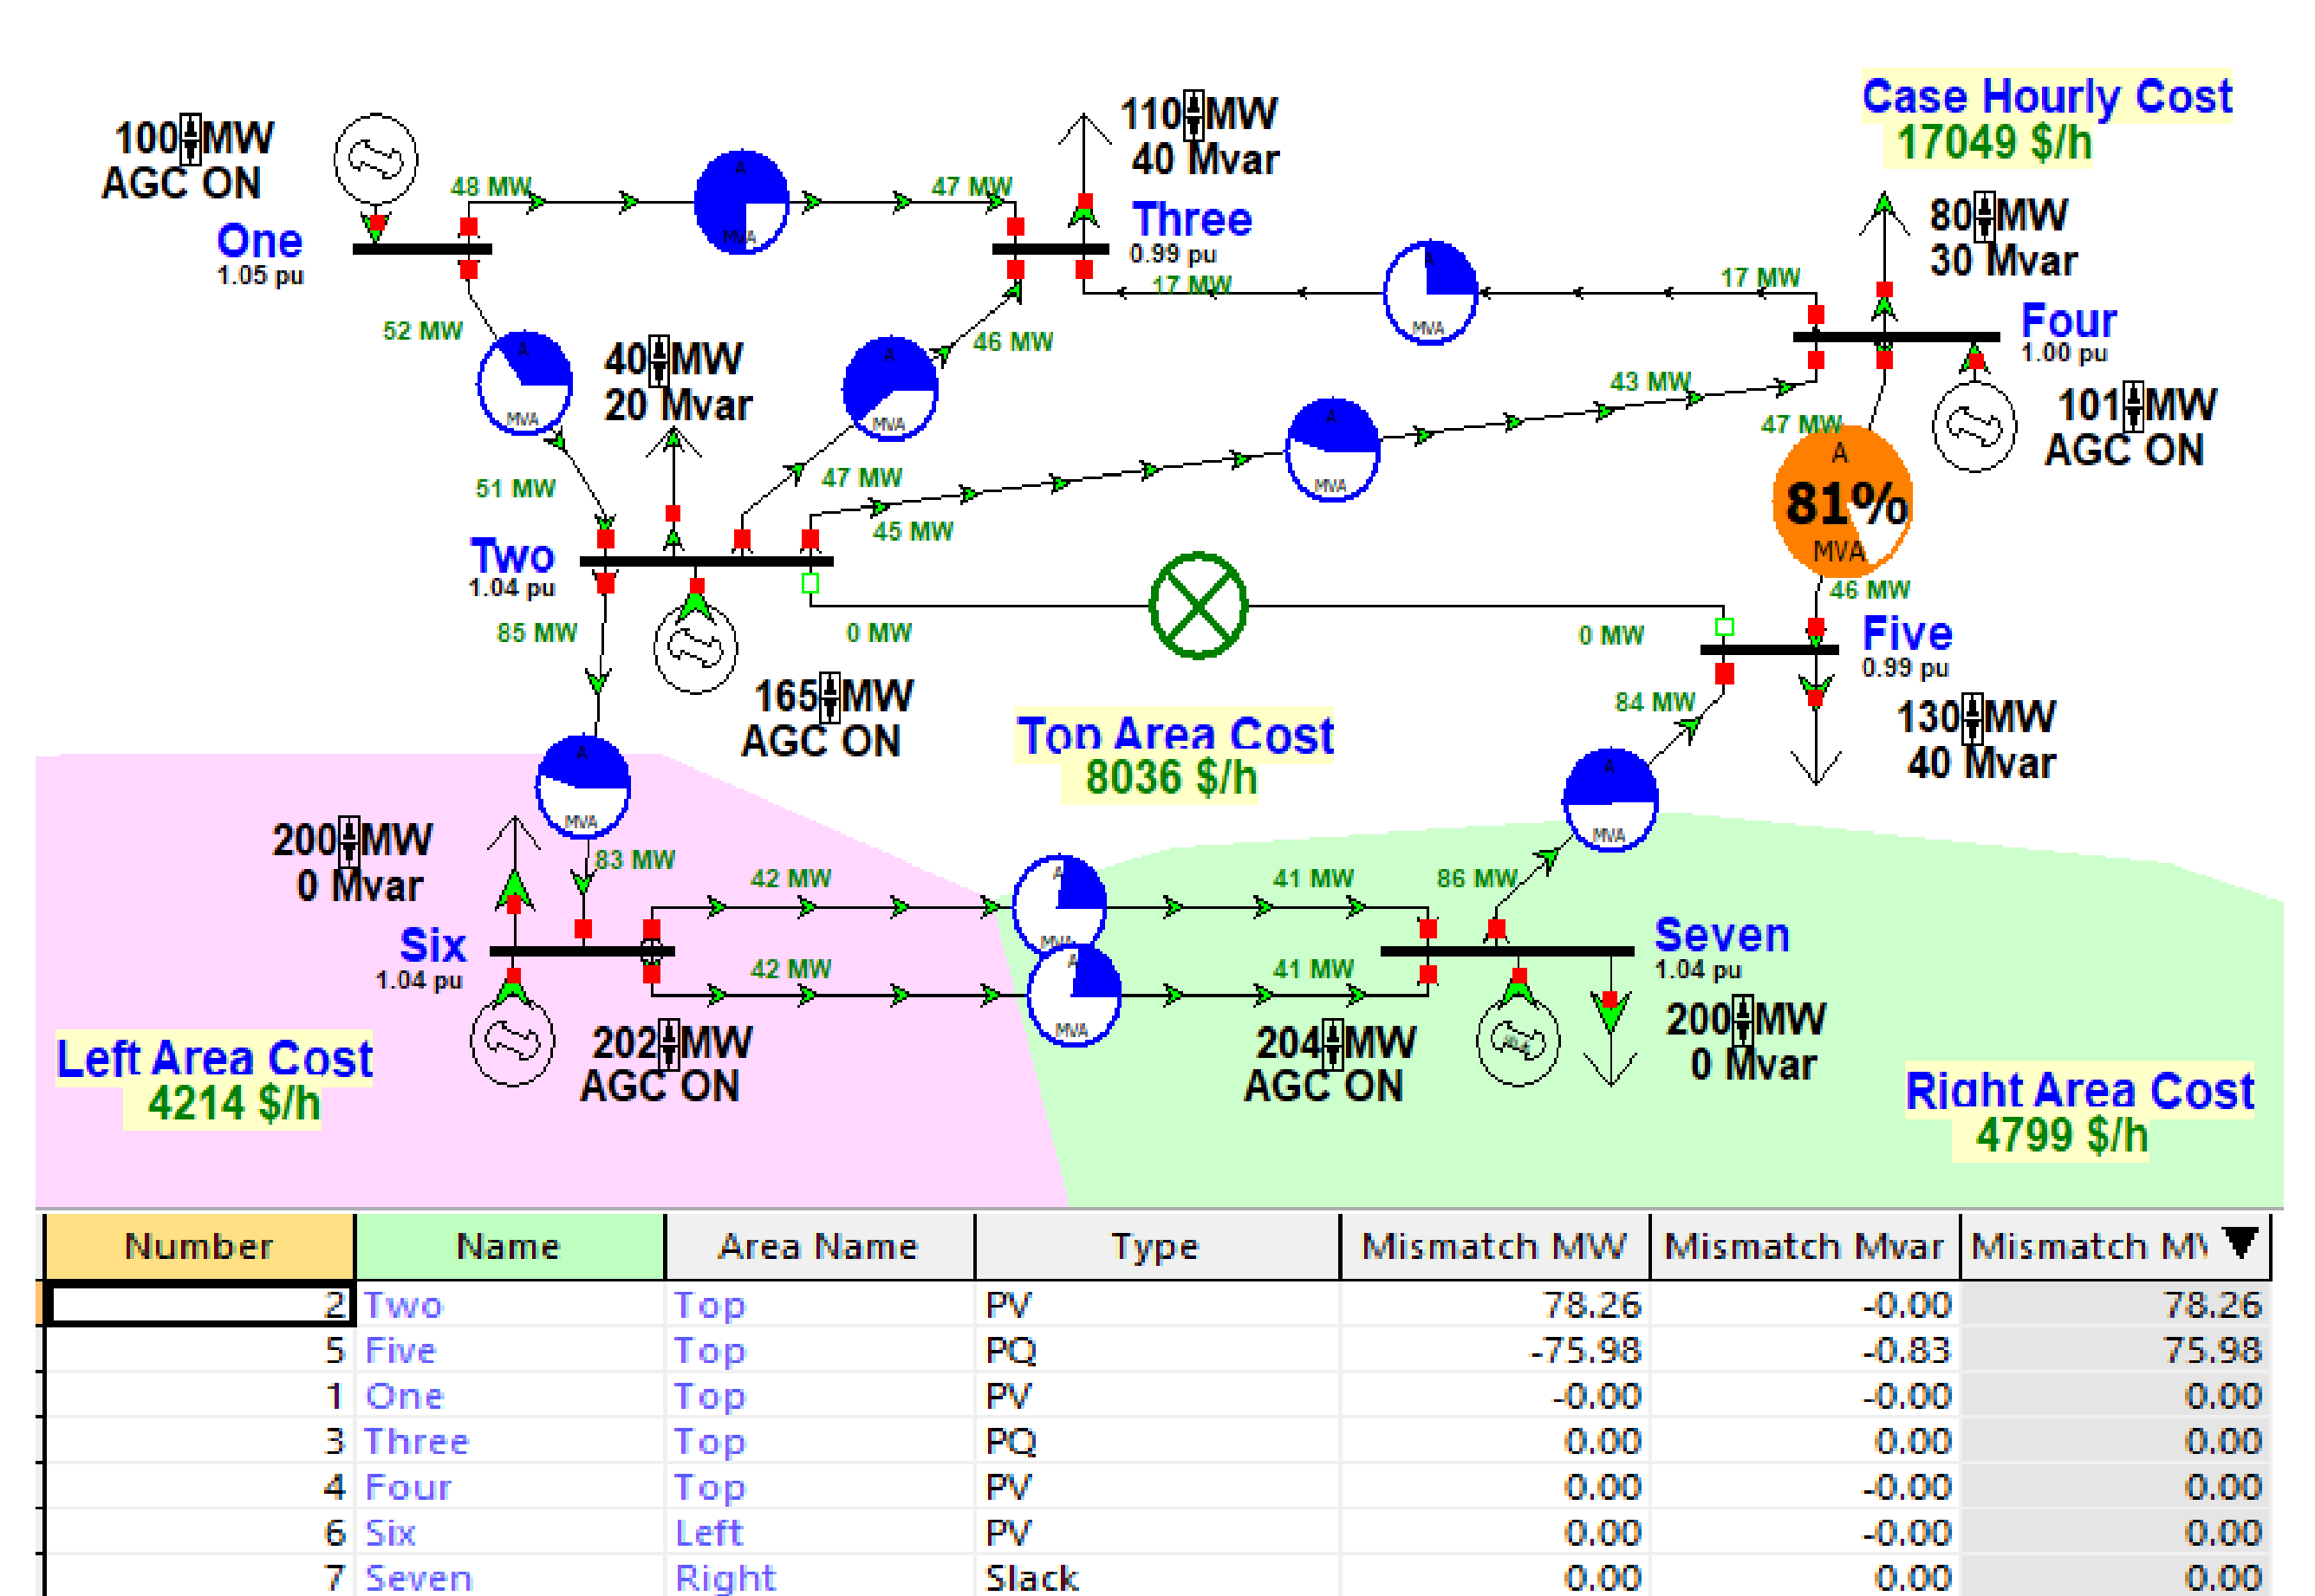 Case Hourly Cost
17049 $/h
100 MW
AGC ON
One
1.05 pu
48 MW
A
MVA
47 MW
110 MW
40 Mvar
Three
0.99 pu
17 MW
A
MVA
17 MW
80 MW
30 Mvar
Four
1.00 pu
101 MW
AGC ON
52 MW
A
MVA
51 MW
40 MW
20 Mvar
A
MVA
46 MW
47 MW
43 MW
A
MVA
45 MW
47 MW
A
81%
MVA
46 MW
Two
1.04 pu
85 MW
165 MW
AGC ON
0 MW
0 MW
Five
0.99 pu
84 MW
130 MW
40 Mvar
Top Area Cost
8036 $/h
A
MVA
83 MW
200 MW
0 Mvar
Six
1.04 pu
42 MW
A
MVA
41 MW
42 MW
A
MVA
41 MW
86 MW
A
MVA
Seven
1.04 pu
200 MW
0 Mvar
202 MW
AGC ON
204 MW
AGC ON
Left Area Cost
4214 $/h
Right Area Cost
4799 $/h
Number Name Area Name Type Mismatch MW Mismatch Mvar Mismatch MV
2 Two Top PV 78.26 -0.00 78.26
5 Five Top PQ -75.98 -0.83 75.98
1 One Top PV -0.00 -0.00 0.00
3 Three Top PQ 0.00 0.00 0.00
4 Four Top PV 0.00 -0.00 0.00
6 Six Left PV 0.00 -0.00 0.00
7 Seven Right Slack 0.00 0.00 0.00